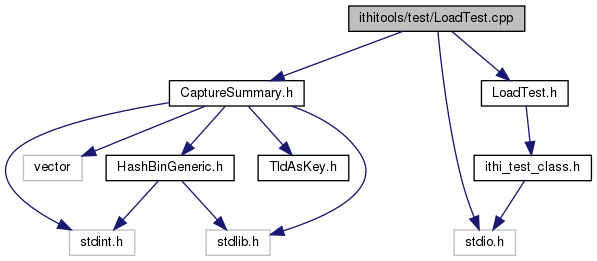 ithitools/test/LoadTest.cpp
CaptureSummary.h
LoadTest.h
vector
HashBinGeneric.h
TldAsKey.h
ithi_test_class.h
stdint.h
stdlib.h
stdio.h